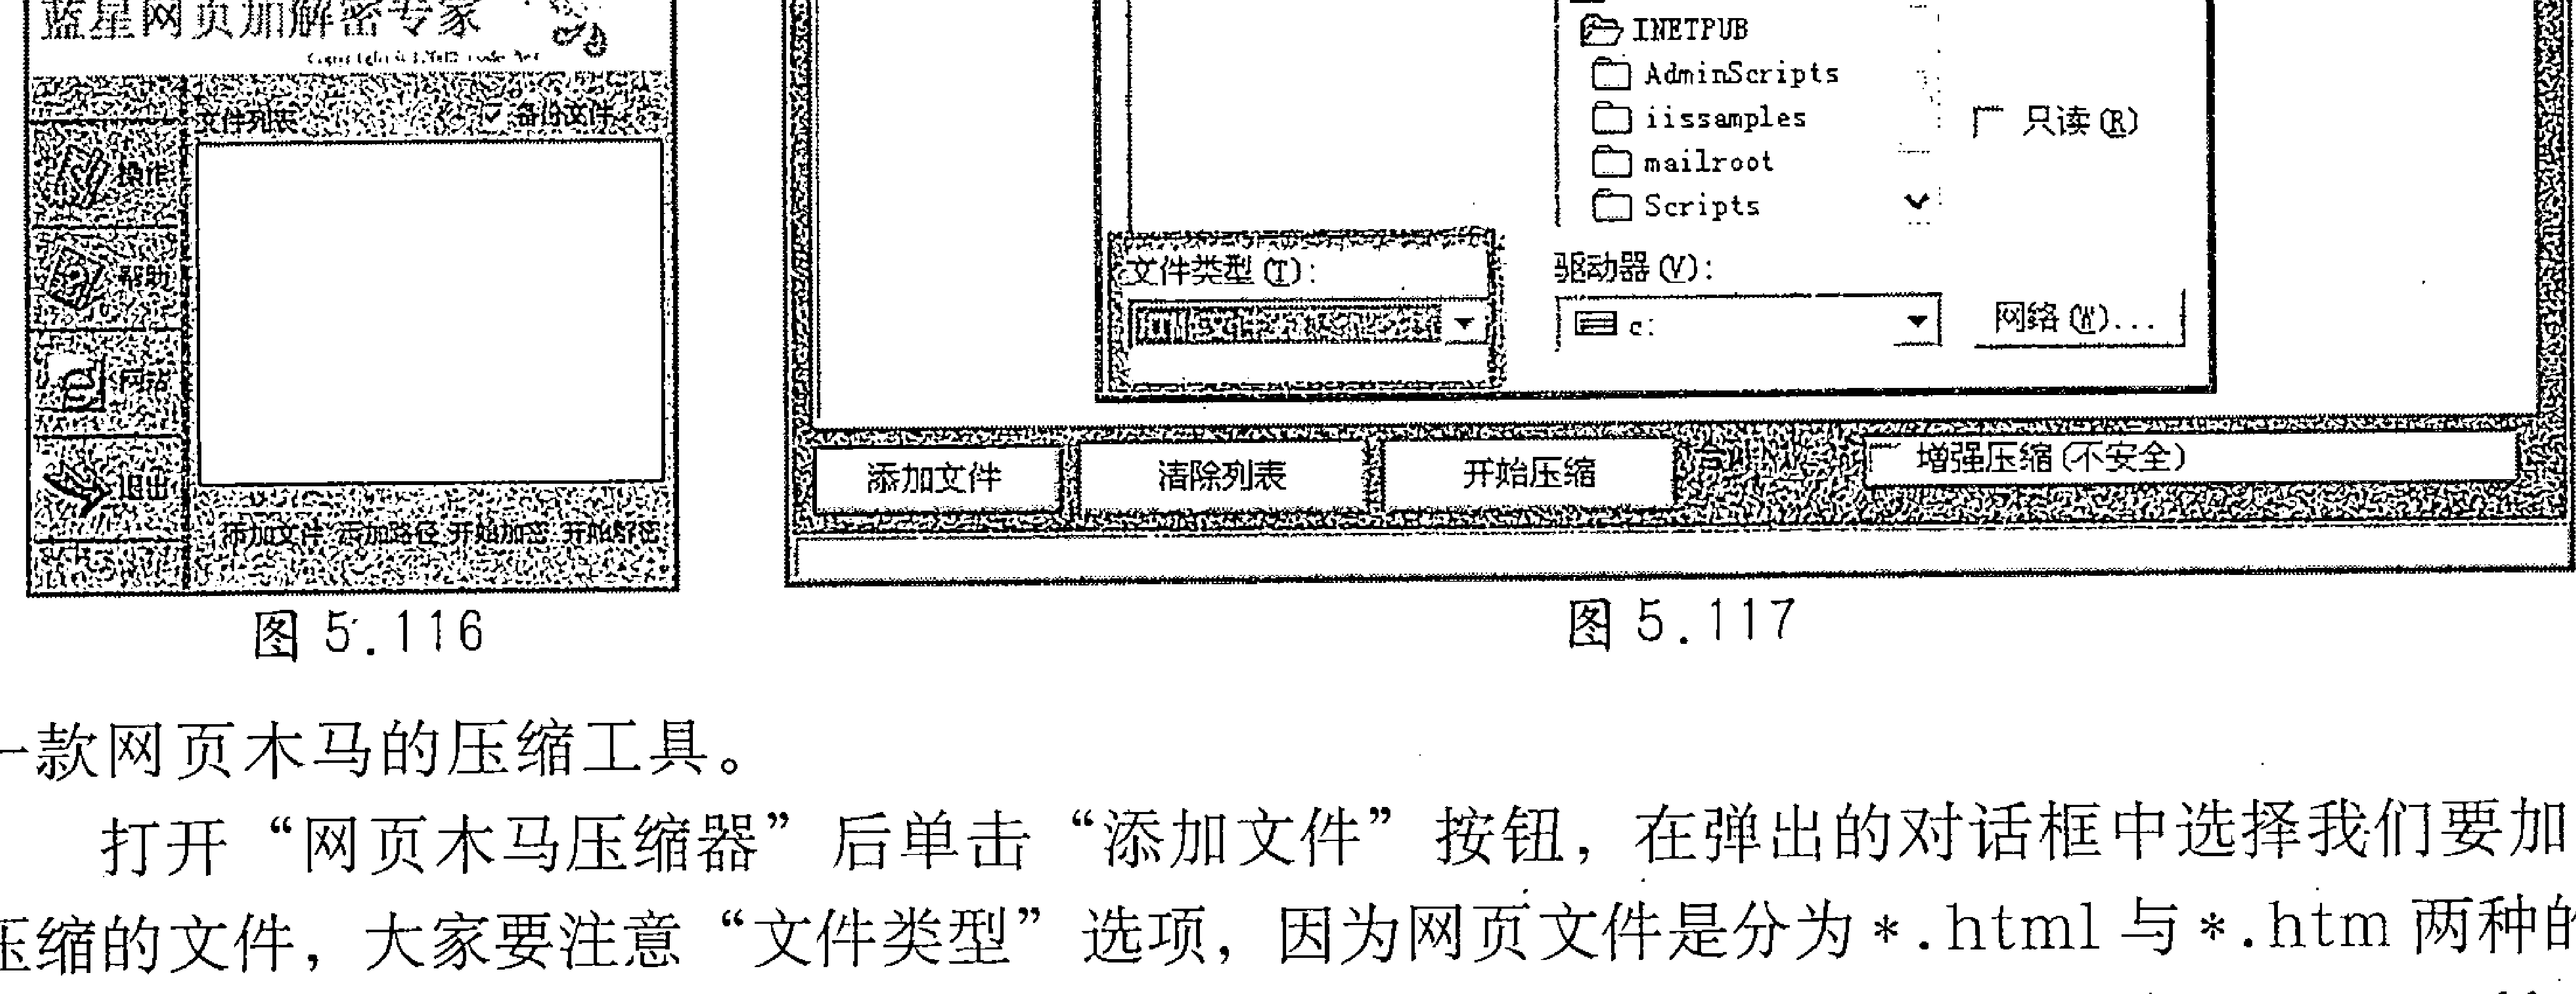 蓝星网页加解密专家
文件列表 备份文件
操作
帮助
网站
退出
添加文件 添加路径 开始加密 开始解密
图 5.116
INETPUB
AdminScripts
iissamples
mailroot
Scripts
只读(R)
文件类型(T):
驱动器(V):
c:
网络(W)...
添加文件
清除列表
开始压缩
增强压缩(不安全)
图 5.117
一款网页木马的压缩工具。
打开“网页木马压缩器”后单击“添加文件”按钮，在弹出的对话框中选择我们要加
压缩的文件，大家要注意“文件类型”选项，因为网页文件是分为*.html与*.htm两种的